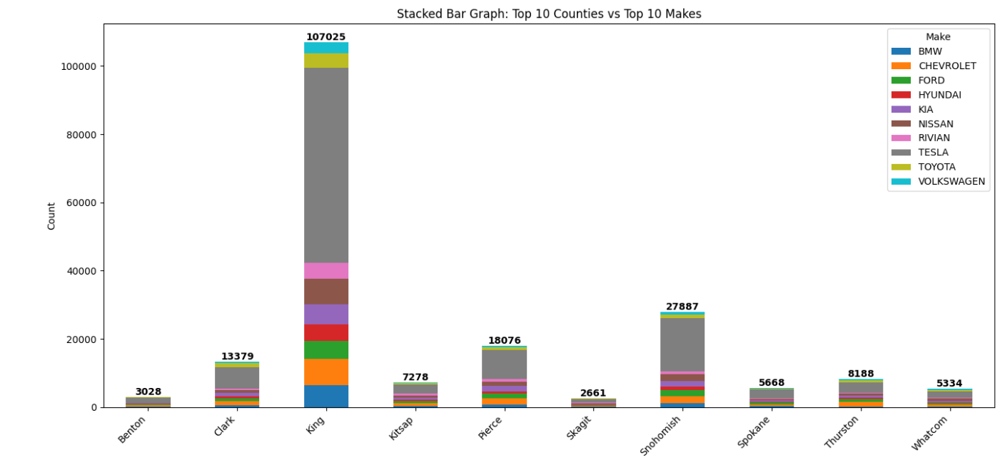 Stacked Bar Graph: Top 10 Counties vs Top 10 Makes
Count
100000
80000
60000
40000
20000
0
3028
13379
107025
7278
18076
2661
27887
5668
8188
5334
Benton
Clark
King
Kitsap
Pierce
Skagit
Snohomish
Spokane
Thurston
Whatcom
Make
BMW
CHEVROLET
FORD
HYUNDAI
KIA
NISSAN
RIVIAN
TESLA
TOYOTA
VOLKSWAGEN